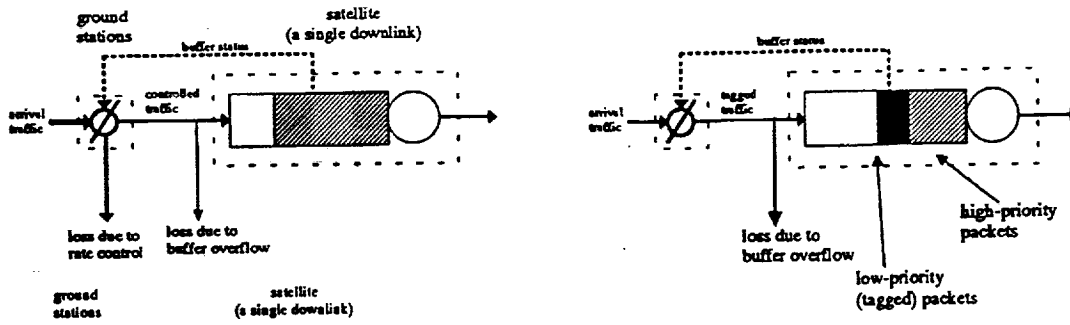 ground
stations
satellite
(a single downlink)
buffer status
arrival
traffic
controlled
traffic
loss due to
rate control
loss due to
buffer overflow
ground
stations
satellite
(a single downlink)
buffer status
arrival
traffic
tagged
traffic
loss due to
buffer overflow
high-priority
packets
low-priority
(tagged) packets